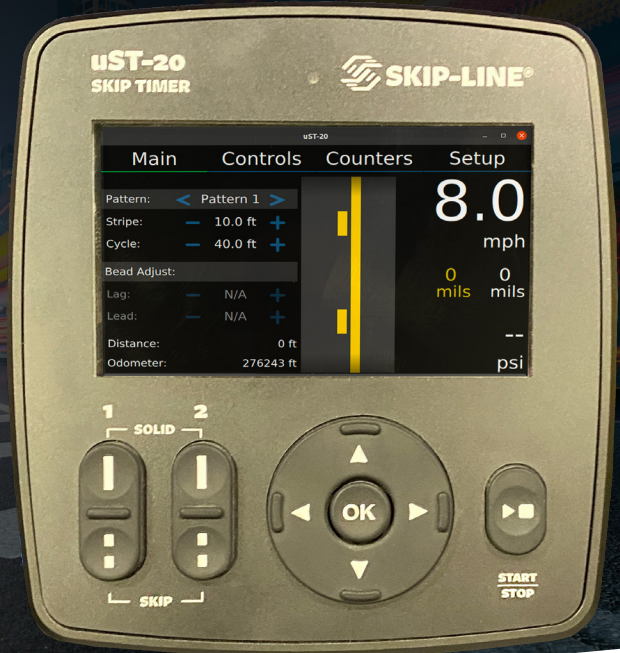 uST-20
SKIP TIMER
SKIP-LINE®
uST-20
Main Controls Counters Setup
Pattern: < Pattern 1 >
Stripe: − 10.0 ft +
Cycle: − 40.0 ft +
Bead Adjust:
Lag: − N/A +
Lead: − N/A +
Distance: 0 ft
Odometer: 276243 ft
8.0
mph
0 0
mils mils
--
psi
1 2
SOLID
SKIP
OK
START
STOP